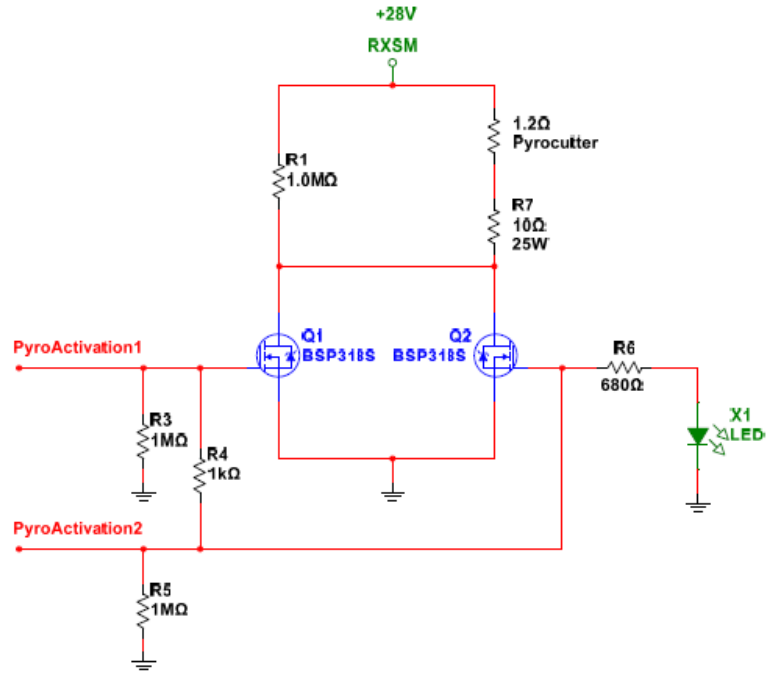 +28V
RXSM
1.2Ω
Pyrocutter
R1
1.0MΩ
R7
10Ω
25W
Q1
BSP318S
Q2
BSP318S
PyroActivation1
R6
680Ω
X1
LED
R3
1MΩ
R4
1kΩ
PyroActivation2
R5
1MΩ